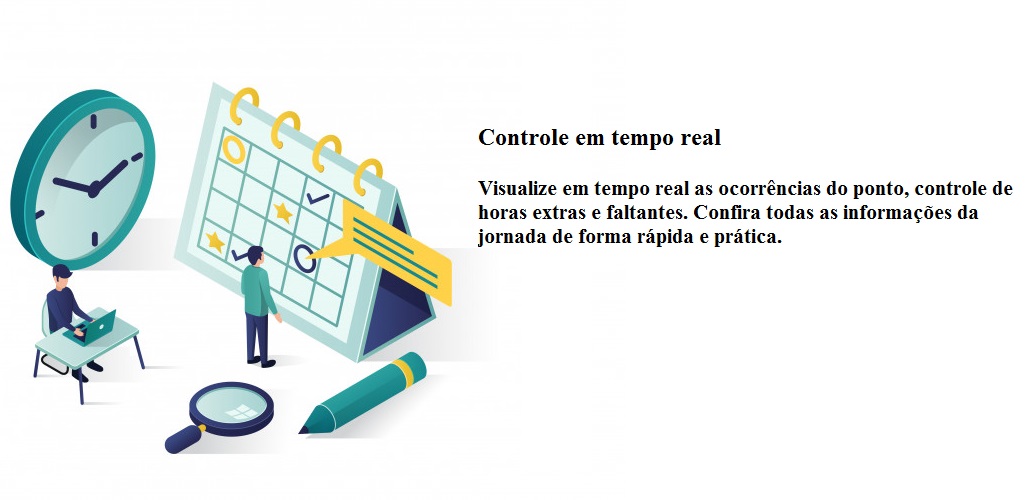 Controle em tempo real
Visualize em tempo real as ocorrências do ponto, controle de
horas extras e faltantes. Confira todas as informações da
jornada de forma rápida e prática.